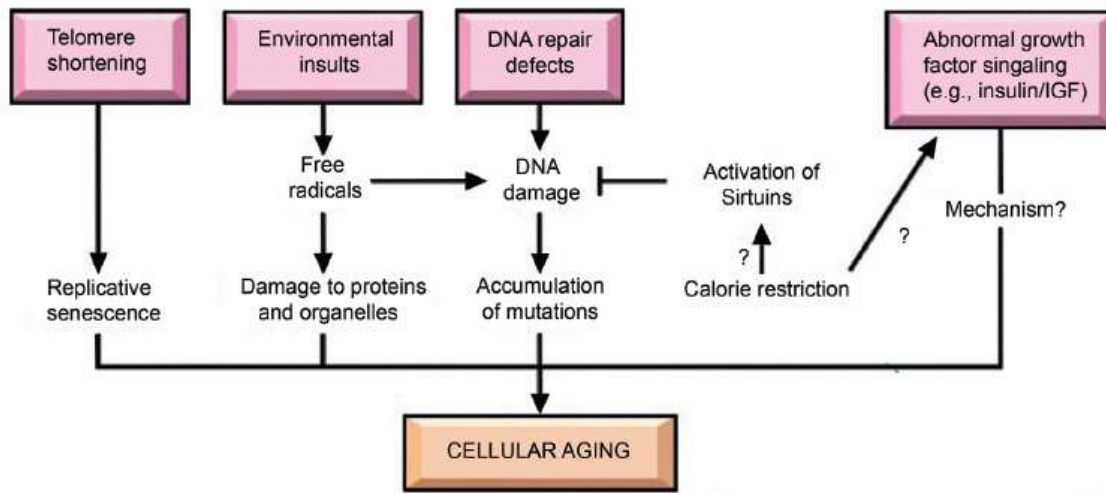 Telomere
shortening
Environmental
insults
DNA repair
defects
Abnormal growth
factor singaling
(e.g., insulin/IGF)
Free
radicals
DNA
damage
Activation of
Sirtuins
Mechanism?
?
?
Replicative
senescence
Damage to proteins
and organelles
Accumulation
of mutations
Calorie restriction
CELLULAR AGING